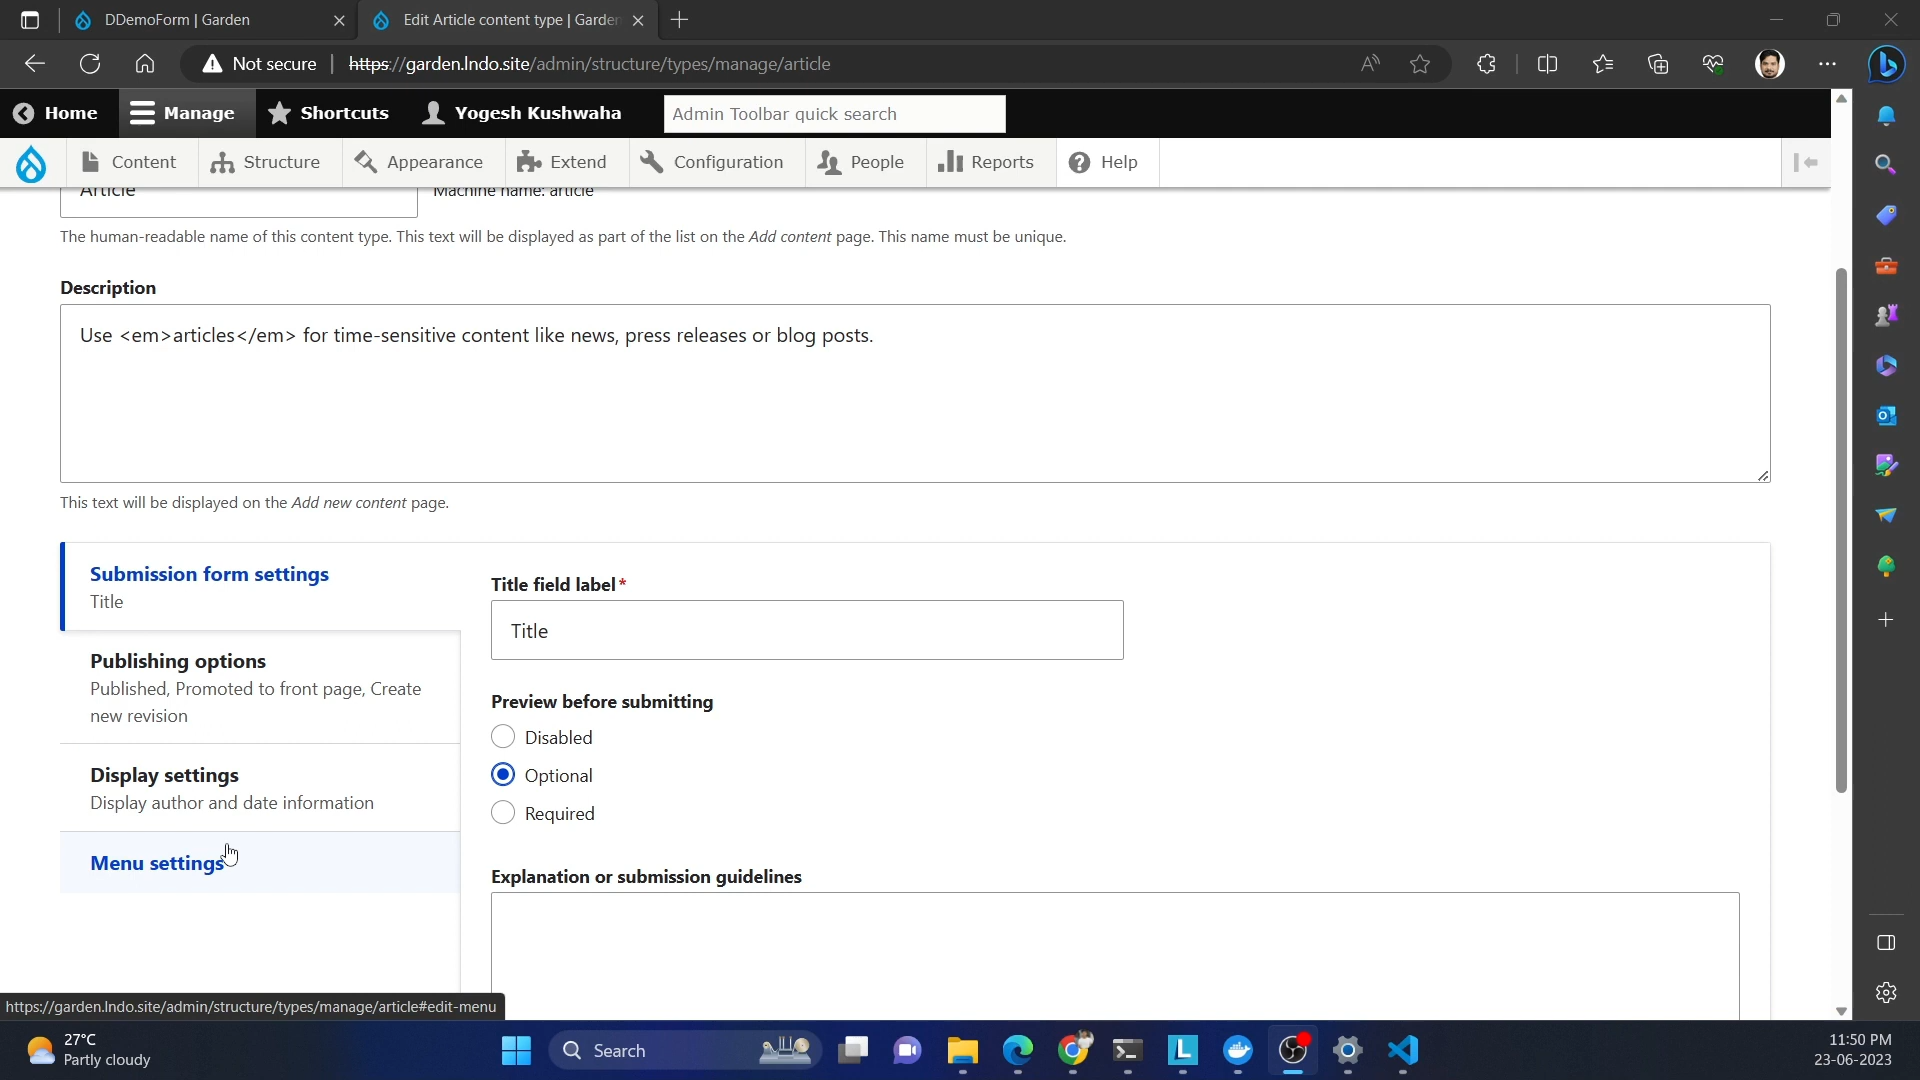 DDemoForm | Garden
Edit Article content type | Garden
Not secure
https://garden.lndo.site/admin/structure/types/manage/article
Home
Manage
Shortcuts
Yogesh Kushwaha
Admin Toolbar quick search
Content
Structure
Appearance
Extend
Configuration
People
Reports
Help
Article
Machine name: article
The human-readable name of this content type. This text will be displayed as part of the list on the Add content page. This name must be unique.
Description
Use <em>articles</em> for time-sensitive content like news, press releases or blog posts.
This text will be displayed on the Add new content page.
Submission form settings
Title
Publishing options
Published, Promoted to front page, Create
new revision
Display settings
Display author and date information
Menu settings
Title field label*
Title
Preview before submitting
Disabled
Optional
Required
Explanation or submission guidelines
https://garden.lndo.site/admin/structure/types/manage/article#edit-menu
27°C
Partly cloudy
Search
11:50 PM
23-06-2023